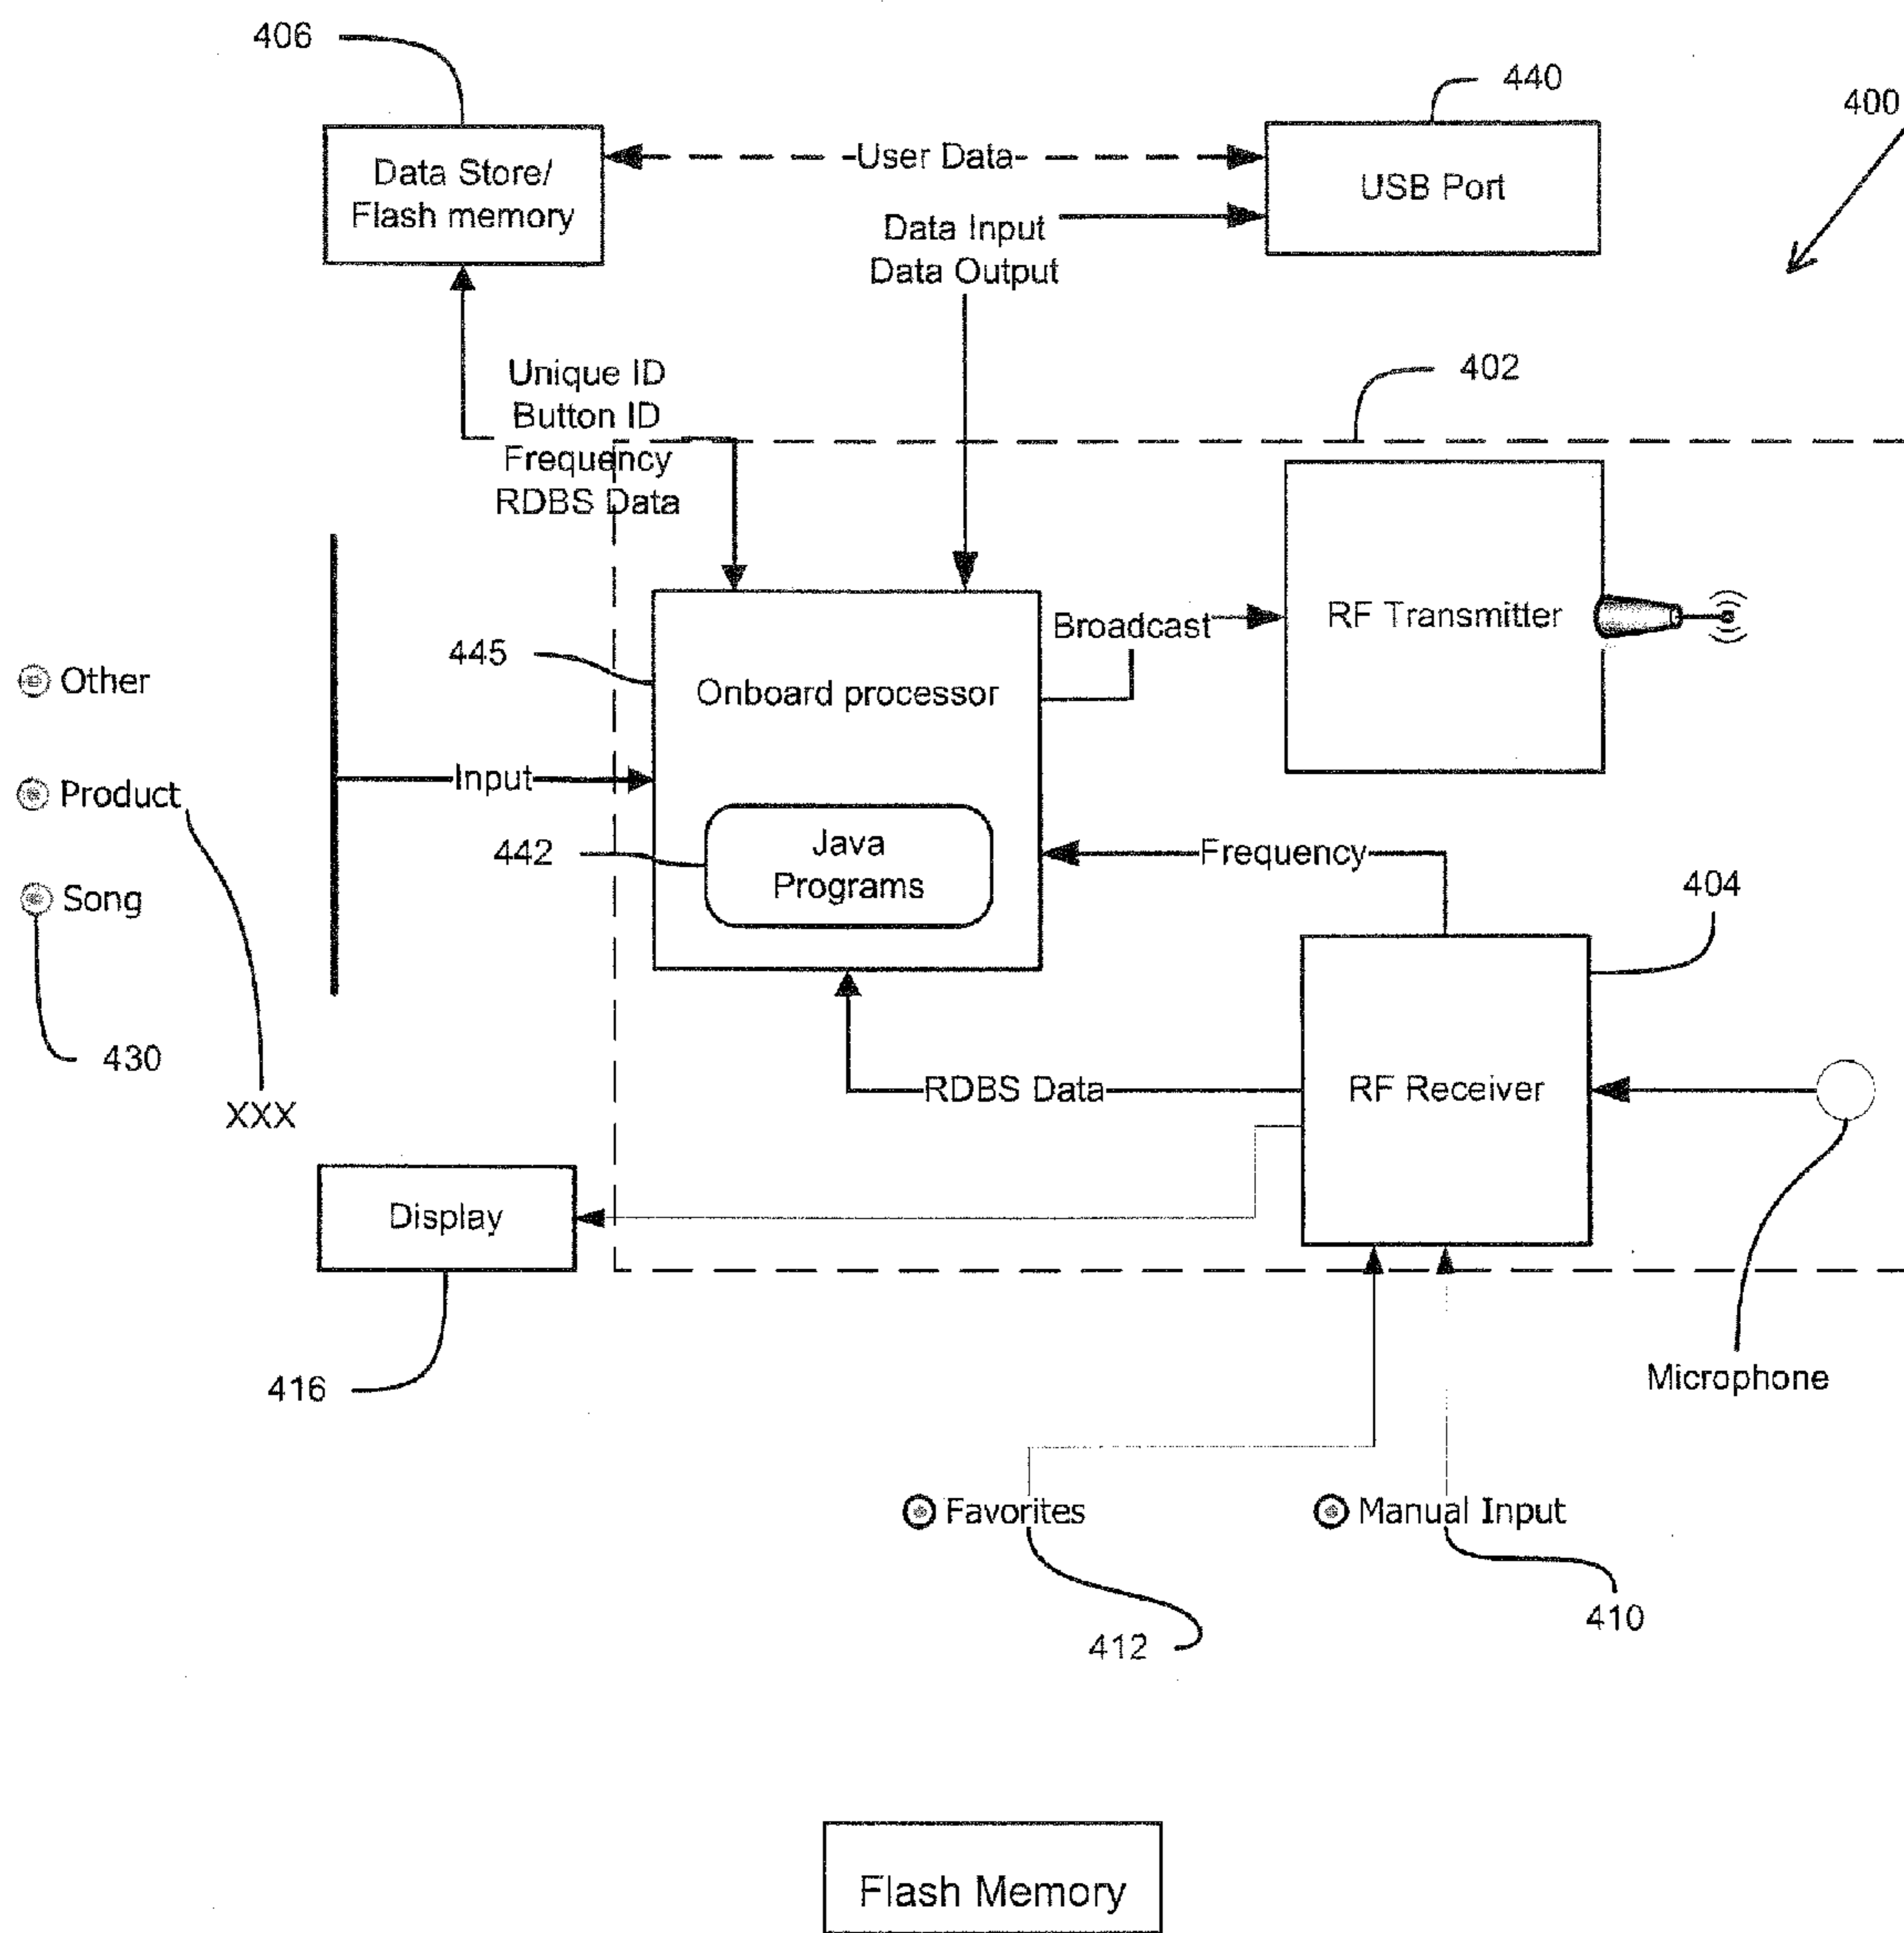 406
440
400
Data Store/
Flash memory
User Data
USB Port
Data Input
Data Output
Unique ID
Button ID
Frequency
RDBS Data
402
Broadcast
RF Transmitter
445
Onboard processor
Other
Product
Song
Input
442
Java
Programs
Frequency
404
430
XXX
RDBS Data
RF Receiver
Display
416
Microphone
Favorites
Manual Input
412
410
Flash Memory